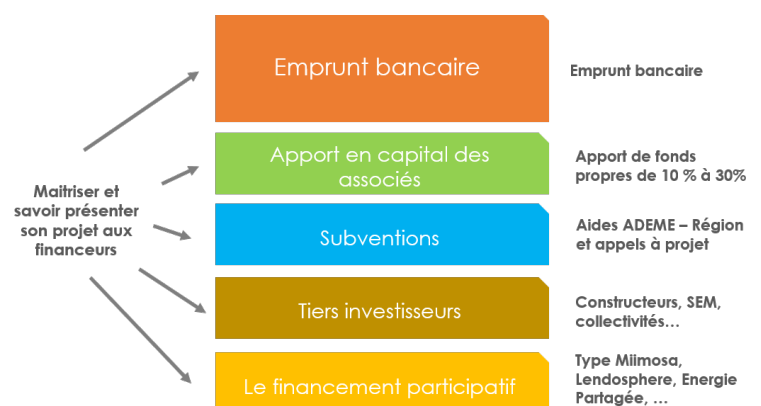 Maitriser et
savoir présenter
son projet aux
financeurs
Emprunt bancaire
Emprunt bancaire
Apport en capital des
associés
Apport de fonds
propres de 10 % à 30%
Subventions
Aides ADEME – Région
et appels à projet
Tiers investisseurs
Constructeurs, SEM,
collectivités…
Le financement participatif
Type Miimosa,
Lendosphere, Energie
Partagée, …